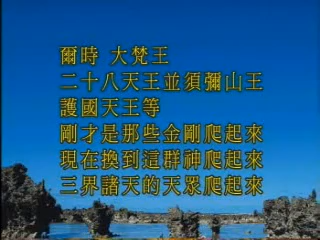 爾時 大梵王
二十八天王並須彌山王
護國天王等
剛才是那些金剛爬起來
現在換到這群神爬起來
三界諸天的天眾爬起來